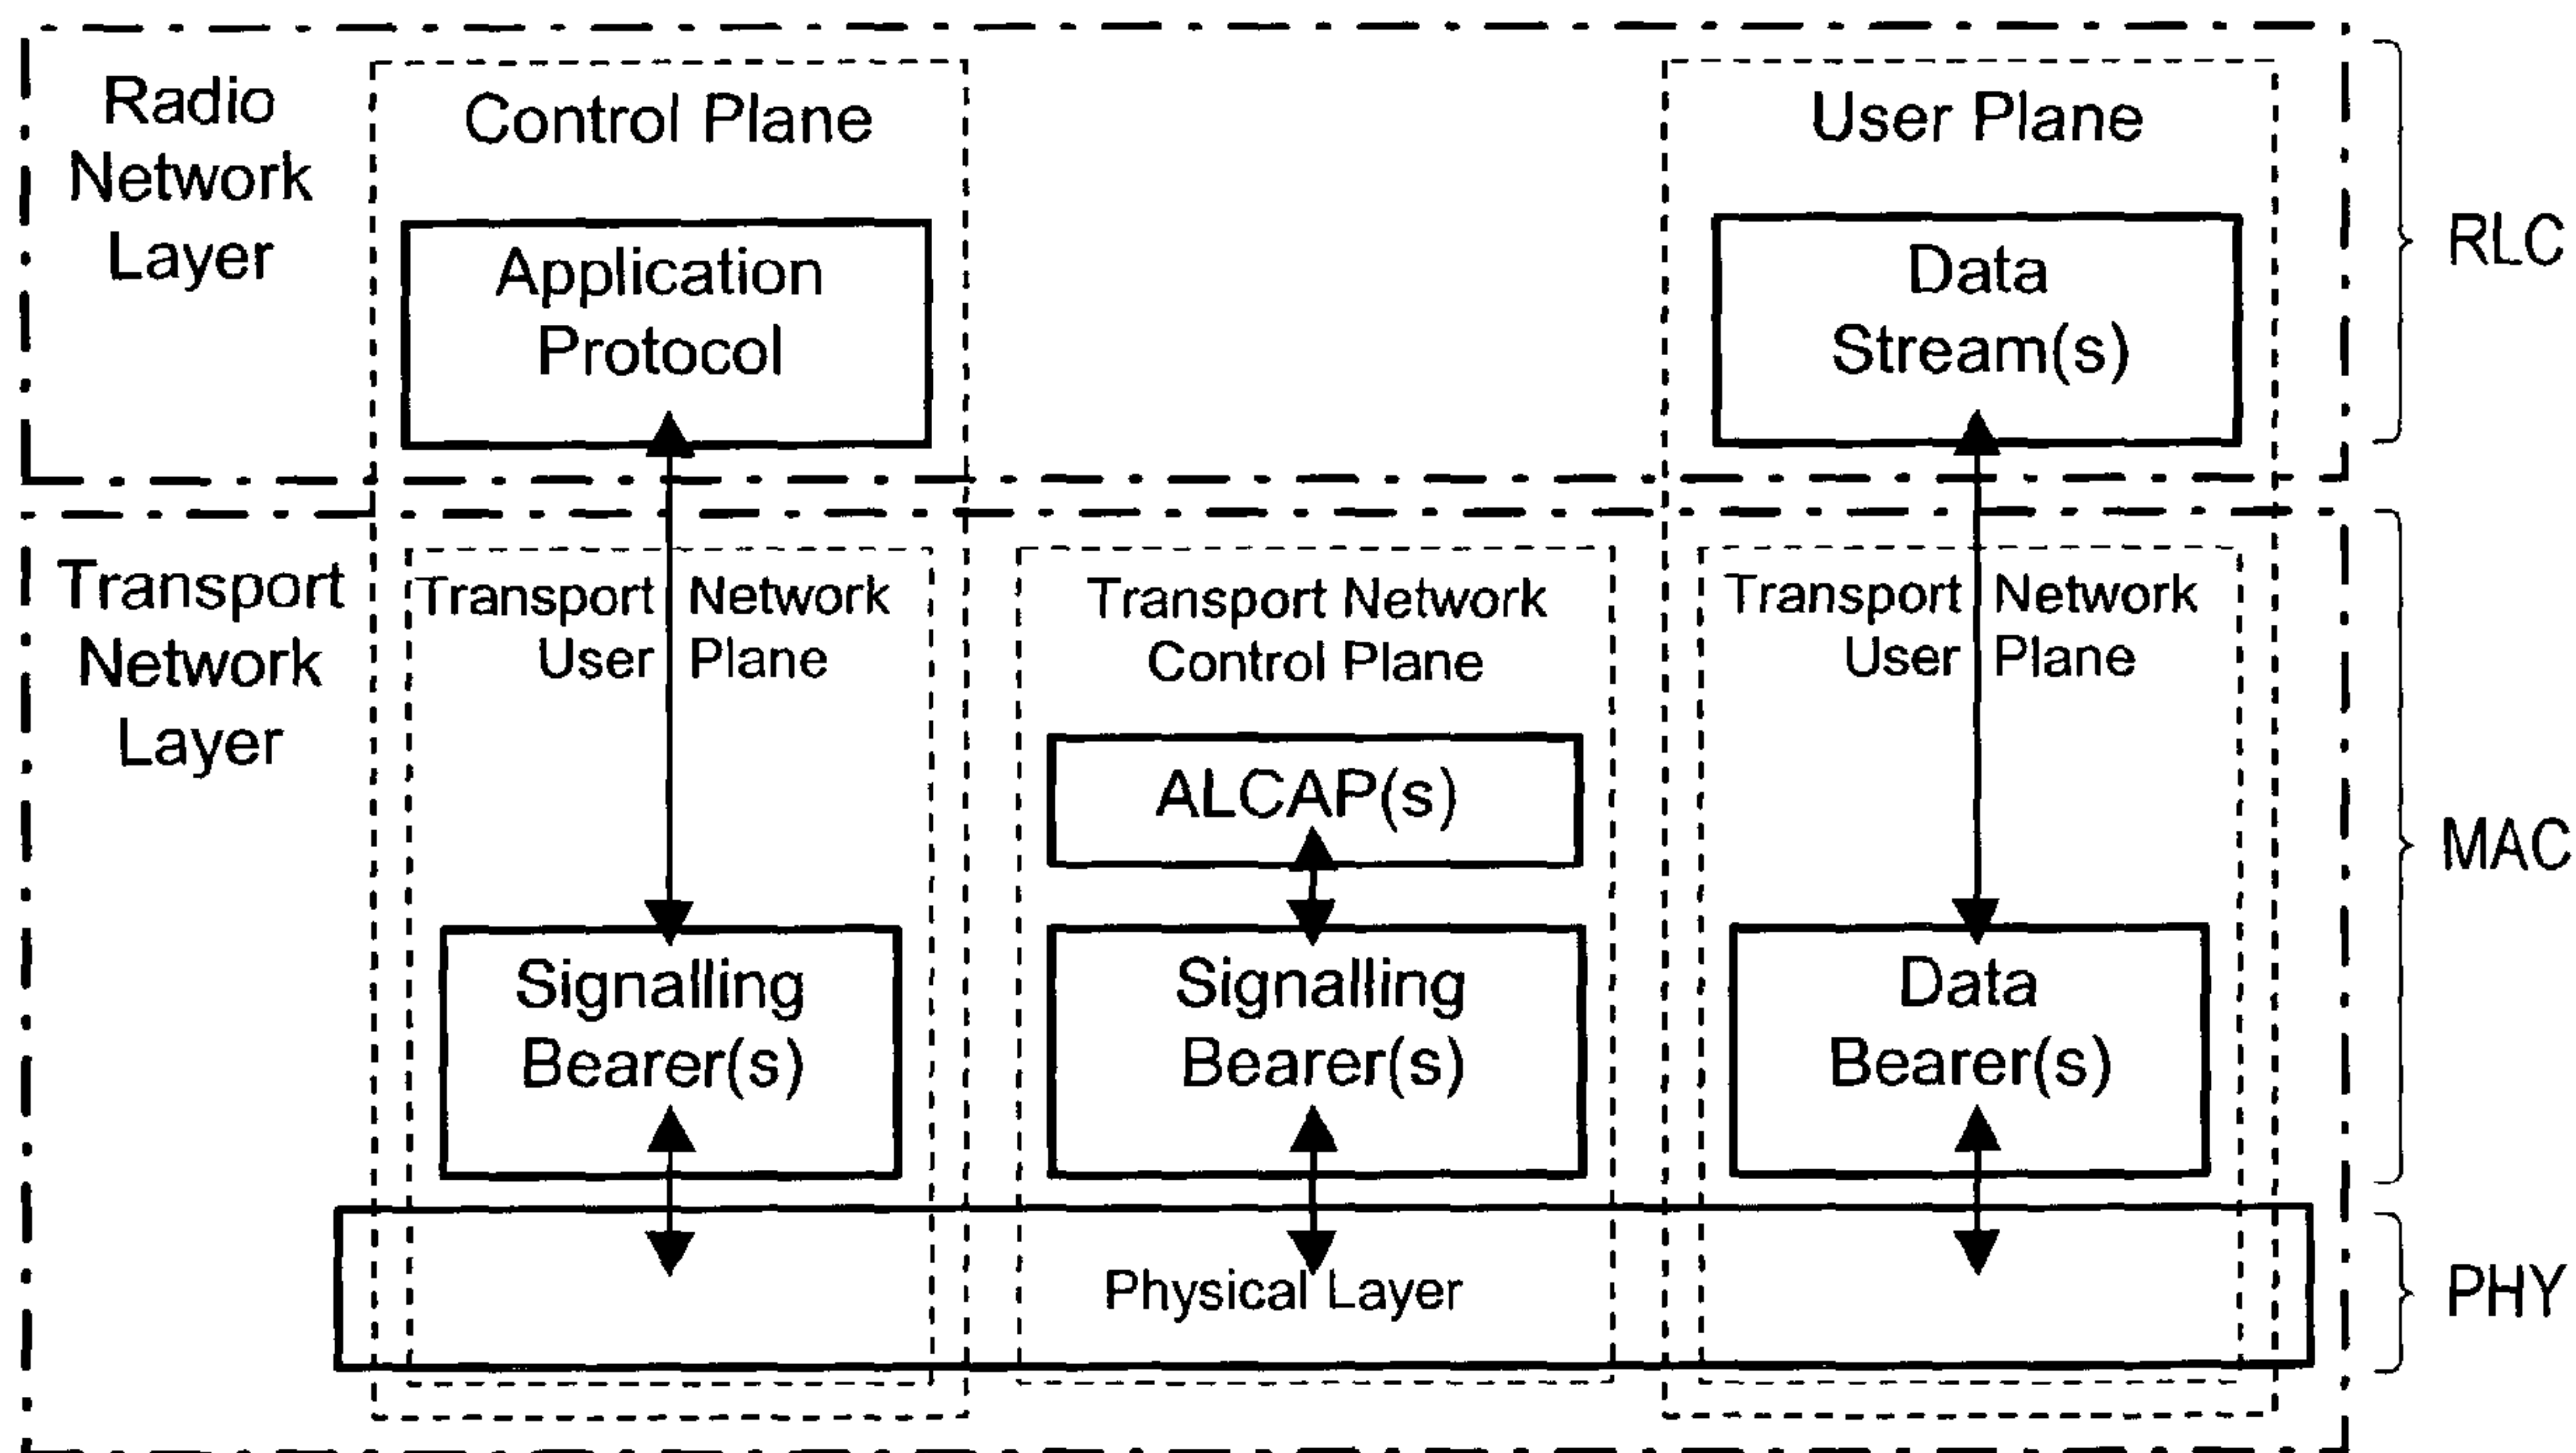 Radio
Network
Layer
Control Plane
User Plane
Application
Protocol
Data
Stream(s)
RLC
Transport
Network
Layer
Transport Network
User Plane
Transport Network
Control Plane
Transport Network
User Plane
ALCAP(s)
MAC
Signalling
Bearer(s)
Signalling
Bearer(s)
Data
Bearer(s)
Physical Layer
PHY